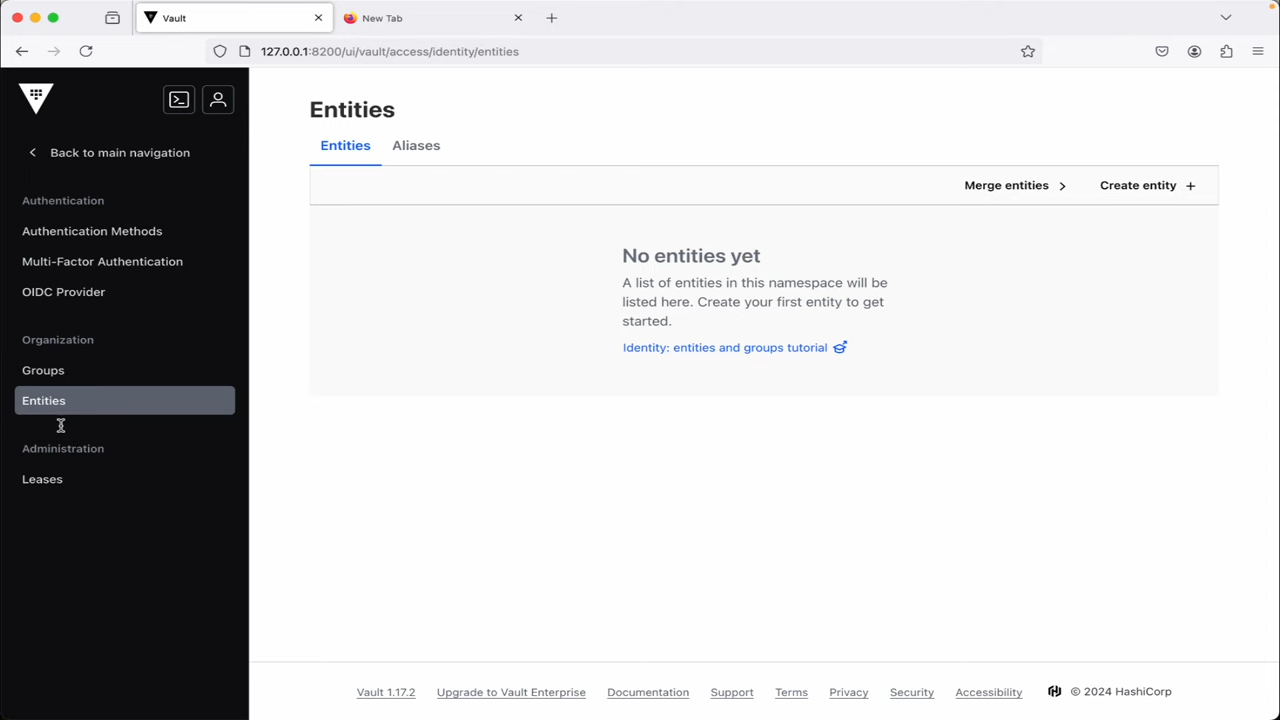 Vault
New Tab
127.0.0.1:8200/ui/vault/access/identity/entities
Back to main navigation
Authentication
Authentication Methods
Multi-Factor Authentication
OIDC Provider
Organization
Groups
Entities
Administration
Leases
Entities
Entities Aliases
Merge entities Create entity
No entities yet
A list of entities in this namespace will be
listed here. Create your first entity to get
started.
Identity: entities and groups tutorial
Vault 1.17.2 Upgrade to Vault Enterprise Documentation Support Terms Privacy Security Accessibility © 2024 HashiCorp